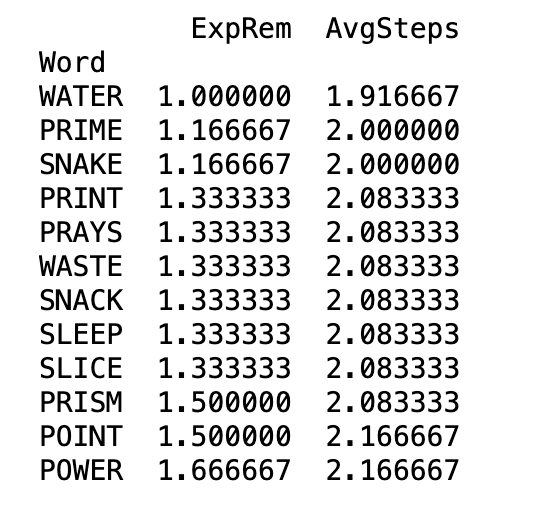 ExpRem AvgSteps
Word
WATER 1.000000 1.916667
PRIME 1.166667 2.000000
SNAKE 1.166667 2.000000
PRINT 1.333333 2.083333
PRAYS 1.333333 2.083333
WASTE 1.333333 2.083333
SNACK 1.333333 2.083333
SLEEP 1.333333 2.083333
SLICE 1.333333 2.083333
PRISM 1.500000 2.083333
POINT 1.500000 2.166667
POWER 1.666667 2.166667